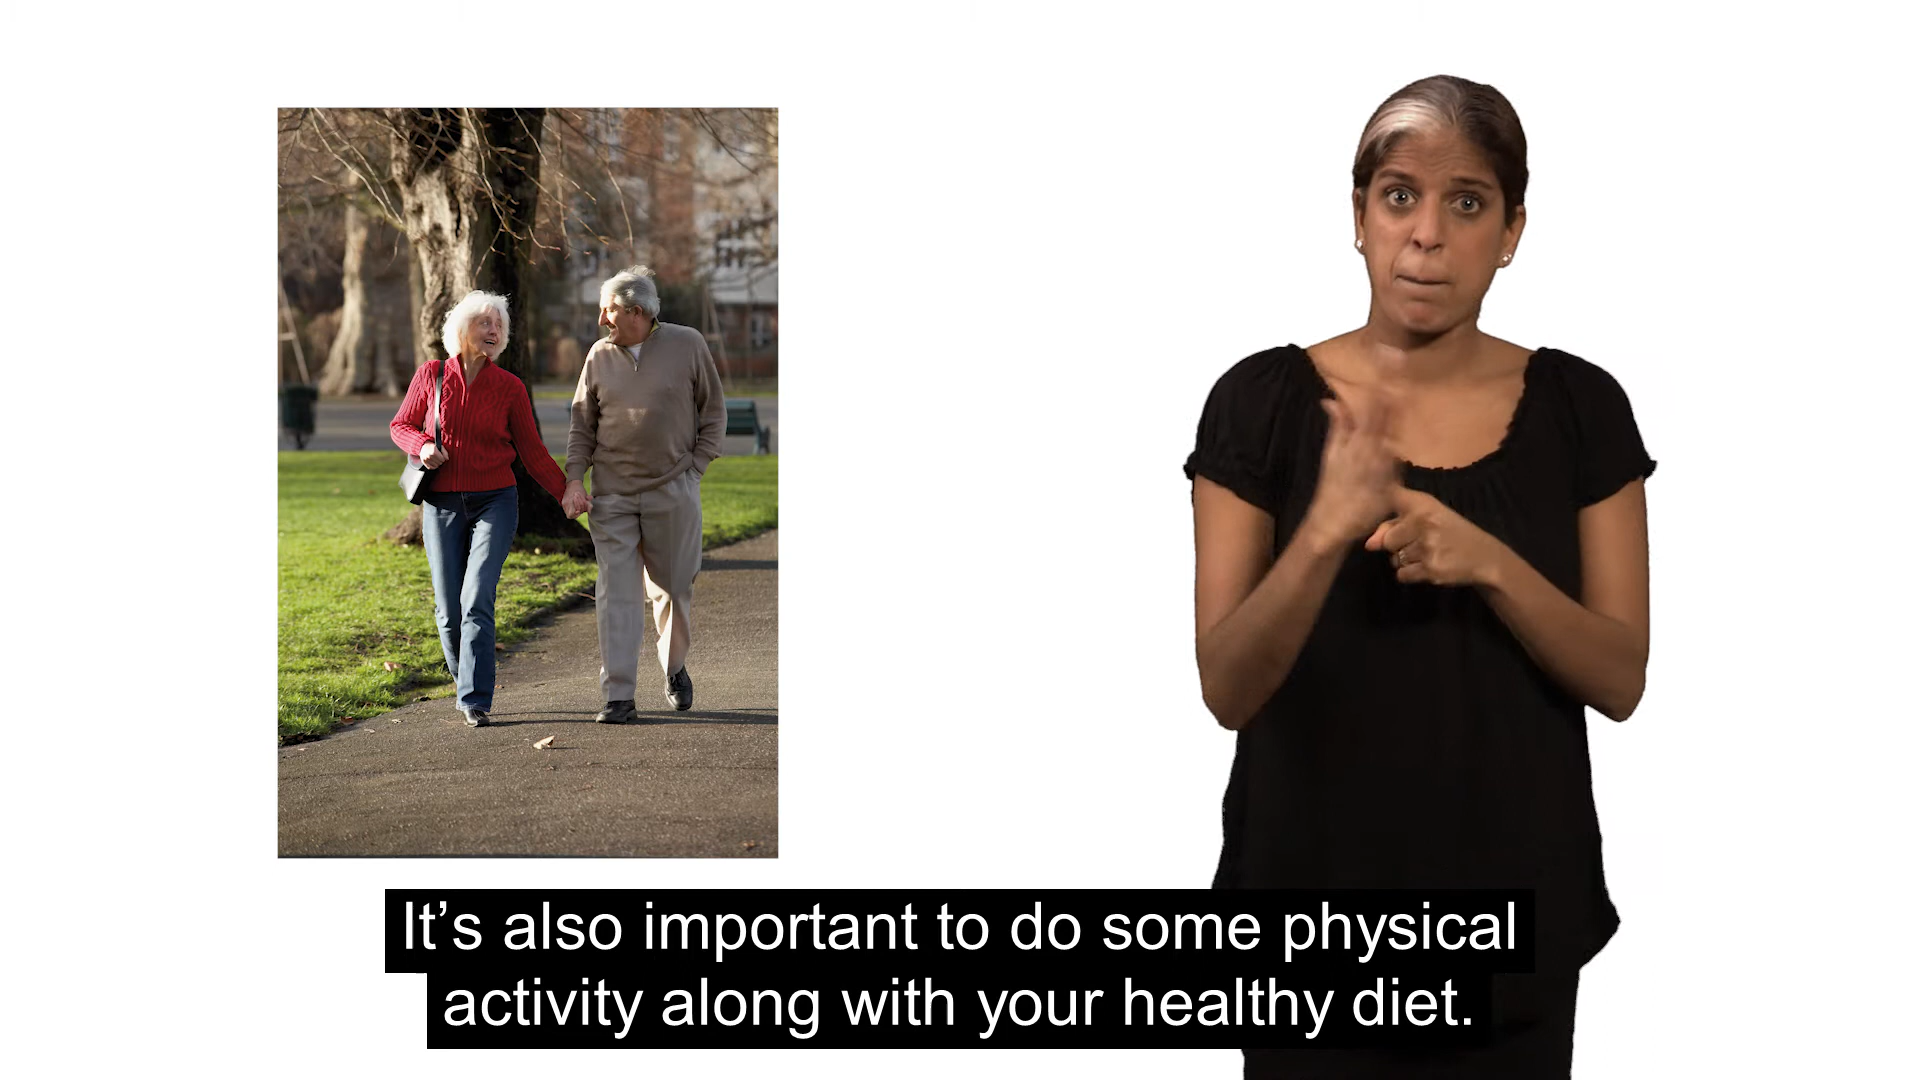 It’s also important to do some physical
activity along with your healthy diet.